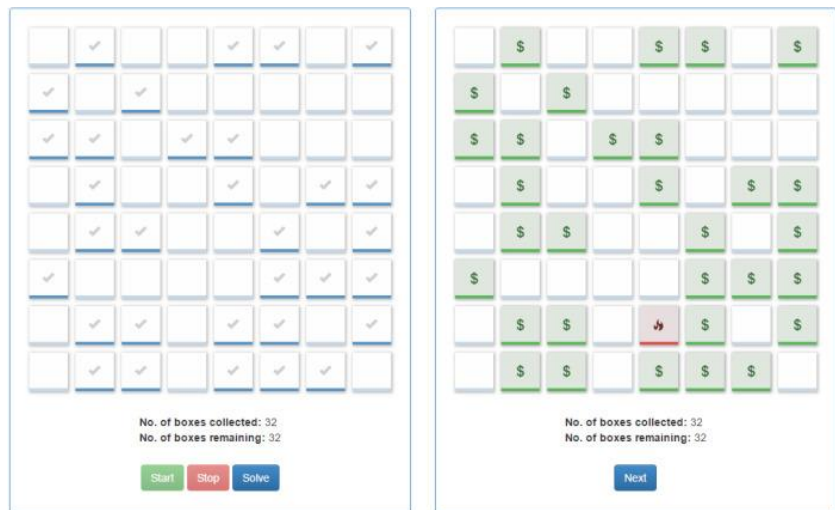 $ $ $ $
$ $
$ $ $ $
$ $ $ $
$ $ $ $
$ $ $ $
$ $ $ $
$ $ $ $ $
No. of boxes collected: 32
No. of boxes remaining: 32
Start Stop Solve
No. of boxes collected: 32
No. of boxes remaining: 32
Next